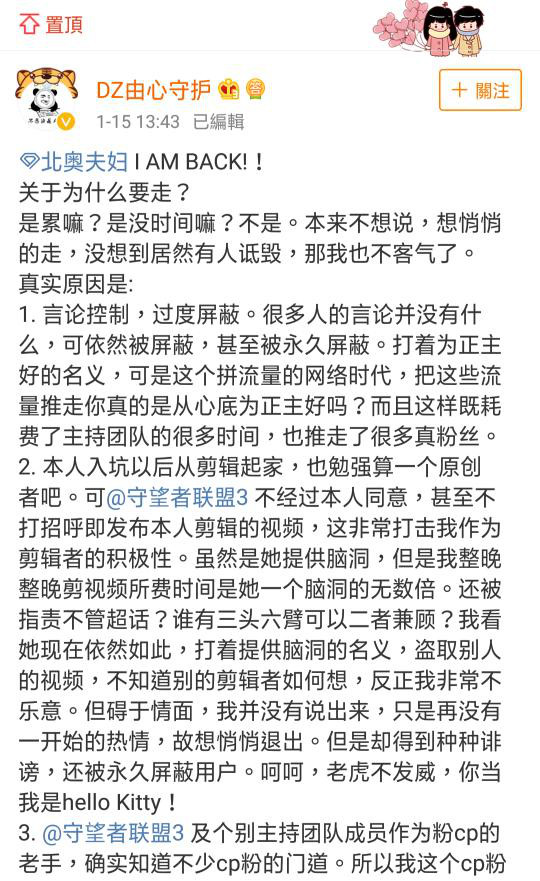 置頂
DZ由心守护
+ 關注
1-15 13:43 已編輯
北奥夫妇 I AM BACK!！
关于为什么要走？
是累嘛？是没时间嘛？不是。本来不想说，想悄悄
的走，没想到居然有人诋毁，那我也不客气了。
真实原因是:
1. 言论控制，过度屏蔽。很多人的言论并没有什
么，可依然被屏蔽，甚至被永久屏蔽。打着为正主
好的名义，可是这个拼流量的网络时代，把这些流
量推走你真的是从心底为正主好吗？而且这样既耗
费了主持团队的很多时间，也推走了很多真粉丝。
2. 本人入坑以后从剪辑起家，也勉强算一个原创
者吧。可@守望者联盟3 不经过本人同意，甚至不
打招呼即发布本人剪辑的视频，这非常打击我作为
剪辑者的积极性。虽然是她提供脑洞，但是我整晚
整晚剪视频所费时间是她一个脑洞的无数倍。还被
指责不管超话？谁有三头六臂可以二者兼顾？我看
她现在依然如此，打着提供脑洞的名义，盗取别人
的视频，不知道别的剪辑者如何想，反正我非常不
乐意。但碍于情面，我并没有说出来，只是再没有
一开始的热情，故想悄悄退出。但是却得到种种诽
谤，还被永久屏蔽用户。呵呵，老虎不发威，你当
我是hello Kitty！
3. @守望者联盟3 及个别主持团队成员作为粉cp的
老手，确实知道不少cp粉的门道。所以我这个cp粉